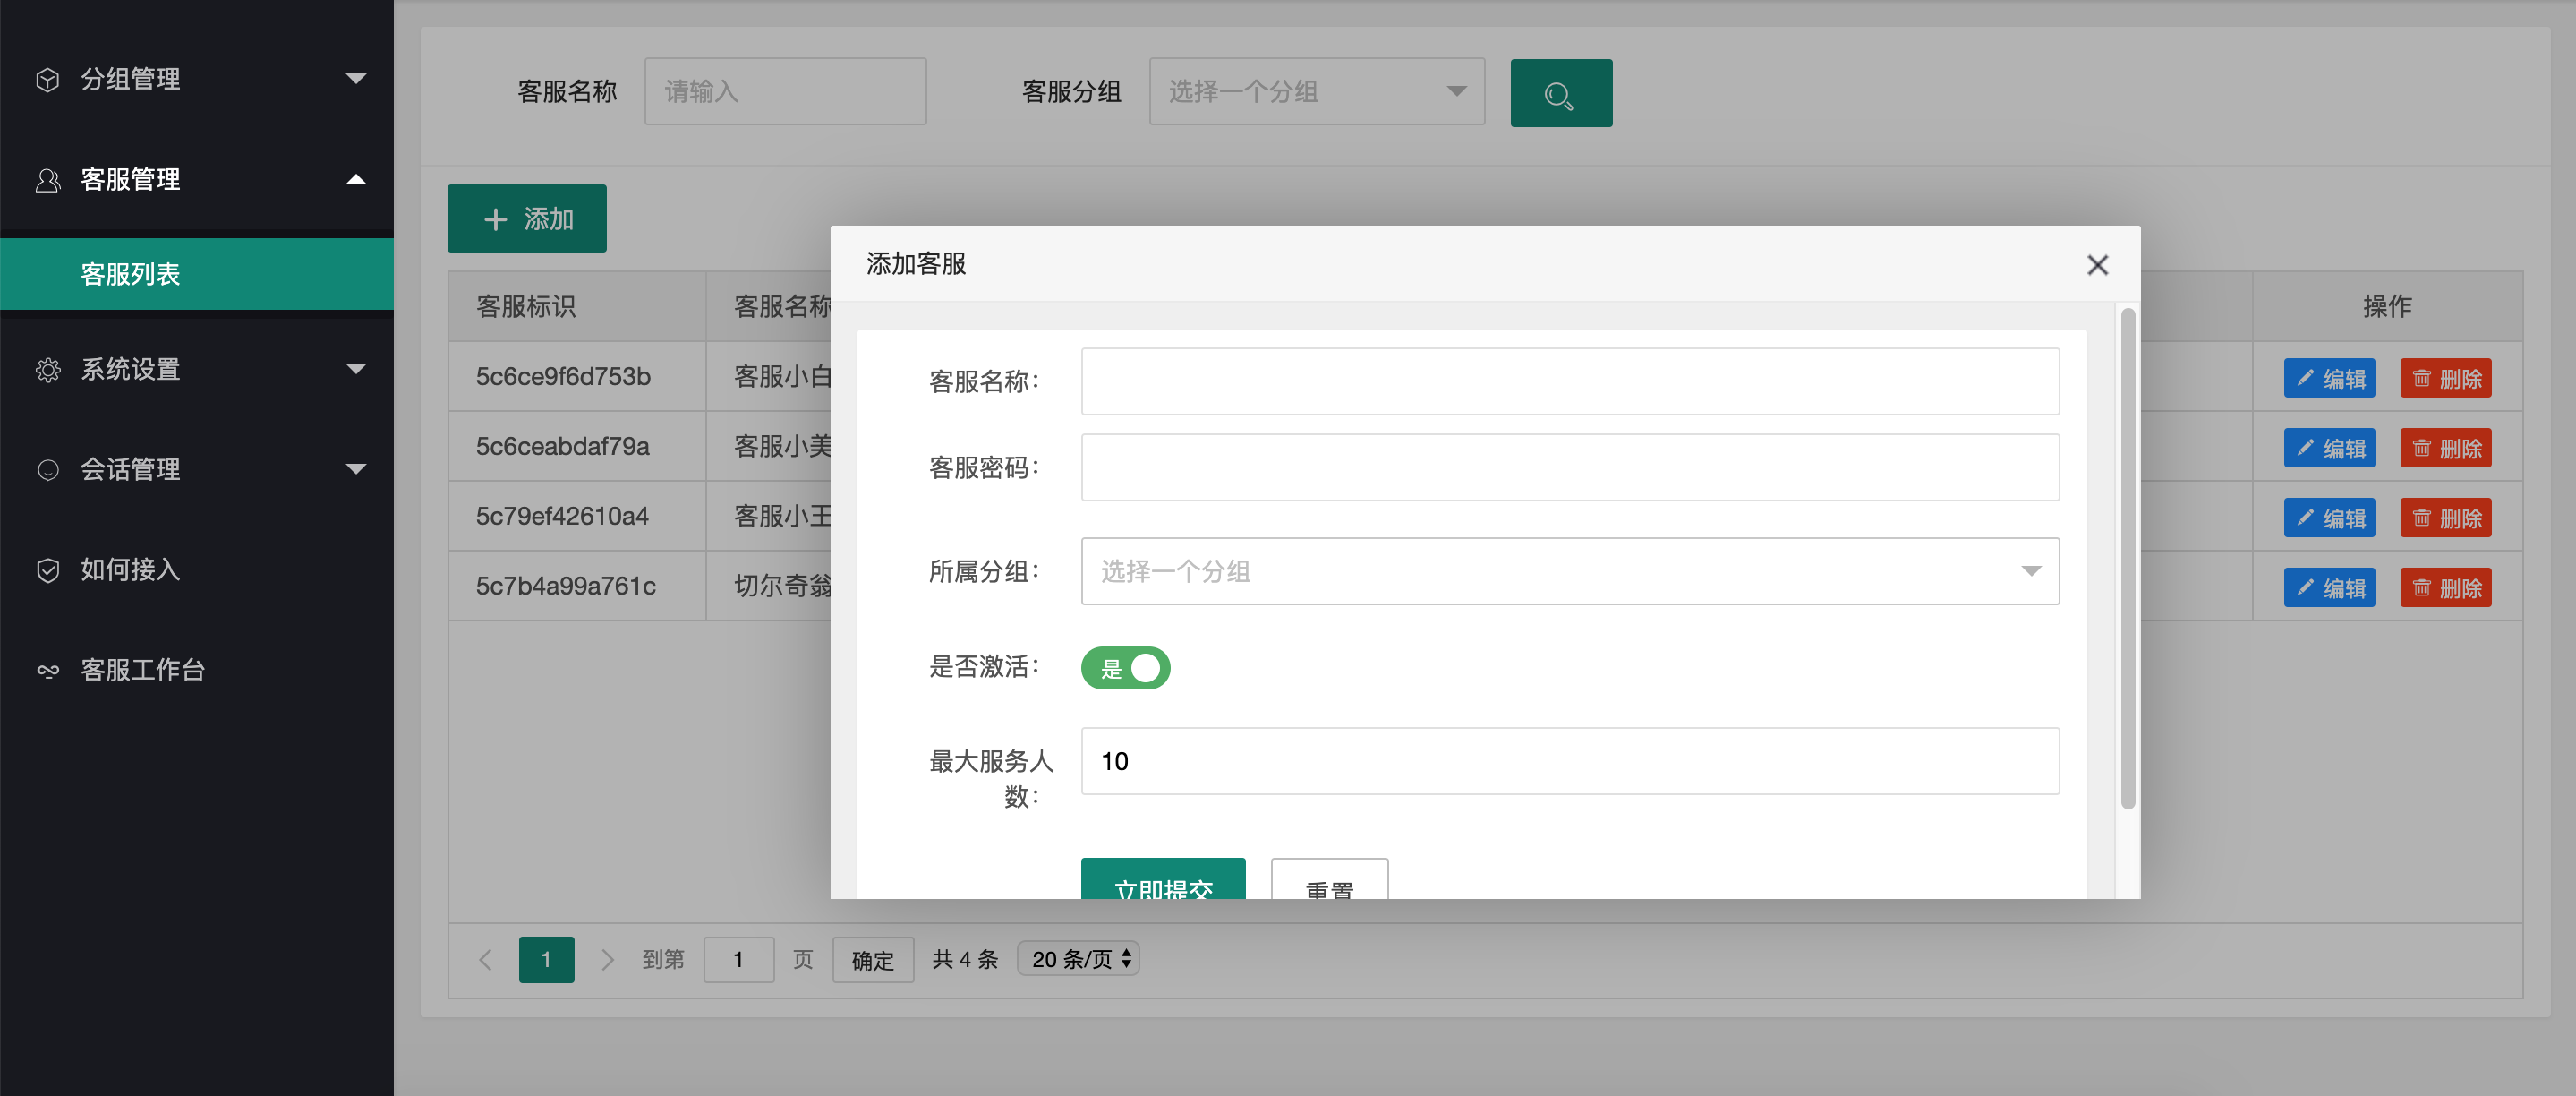 分组管理
客服管理
客服列表
系统设置
会话管理
如何接入
客服工作台
客服名称 请输入 客服分组 选择一个分组
添加
客服标识 客服名称 操作
5c6ce9f6d753b 客服小白 编辑 删除
5c6ceabdaf79a 客服小美 编辑 删除
5c79ef42610a4 客服小王 编辑 删除
5c7b4a99a761c 切尔奇翁 编辑 删除
添加客服
客服名称：
客服密码：
所属分组： 选择一个分组
是否激活： 是
最大服务人
数： 10
立即提交 重置
1 到第 1 页 确定 共 4 条 20 条/页